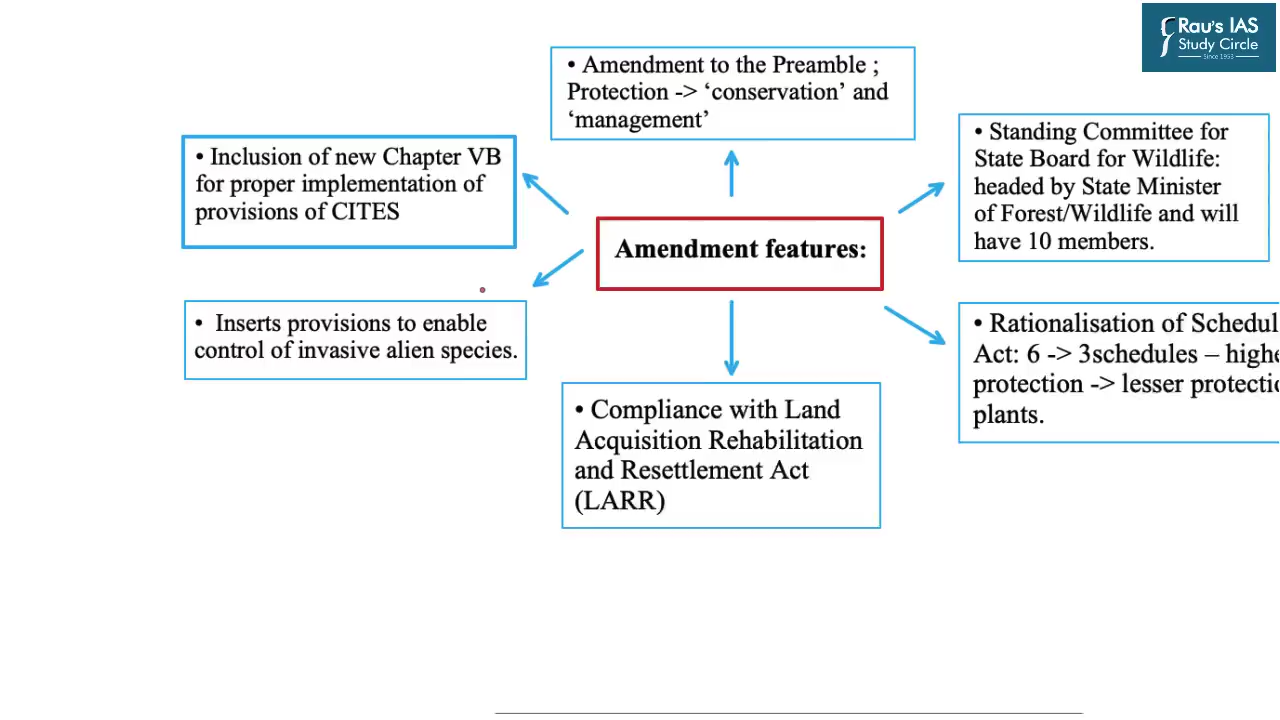 Rau's IAS
Study Circle
Since 1953
• Amendment to the Preamble ;
Protection -> ‘conservation’ and
‘management’
• Inclusion of new Chapter VB
for proper implementation of
provisions of CITES
• Standing Committee for
State Board for Wildlife:
headed by State Minister
of Forest/Wildlife and will
have 10 members.
Amendment features:
• Inserts provisions to enable
control of invasive alien species.
• Rationalisation of
Act: 6 -> 3schedules –
protection -> lesser
plants.
• Compliance with Land
Acquisition Rehabilitation
and Resettlement Act
(LARR)